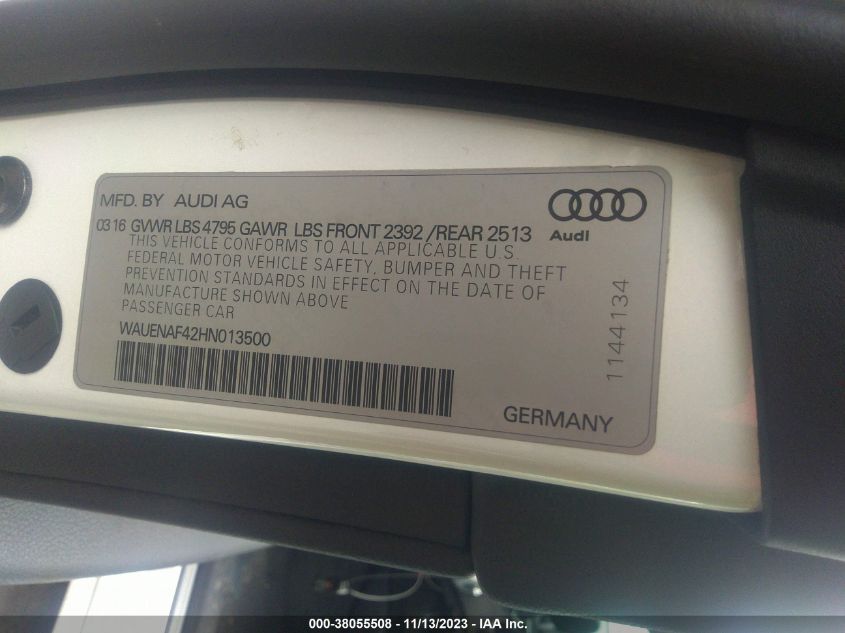 MFD. BY AUDI AG
0316 GVWR LBS 4795 GAWR LBS FRONT 2392 /REAR 2513
Audi
THIS VEHICLE CONFORMS TO ALL APPLICABLE U.S.
FEDERAL MOTOR VEHICLE SAFETY, BUMPER AND THEFT
PREVENTION STANDARDS IN EFFECT ON THE DATE OF
MANUFACTURE SHOWN ABOVE
PASSENGER CAR
WAUENAF42HN013500
1144134
GERMANY
000-38055508 - 11/13/2023 - IAA Inc.